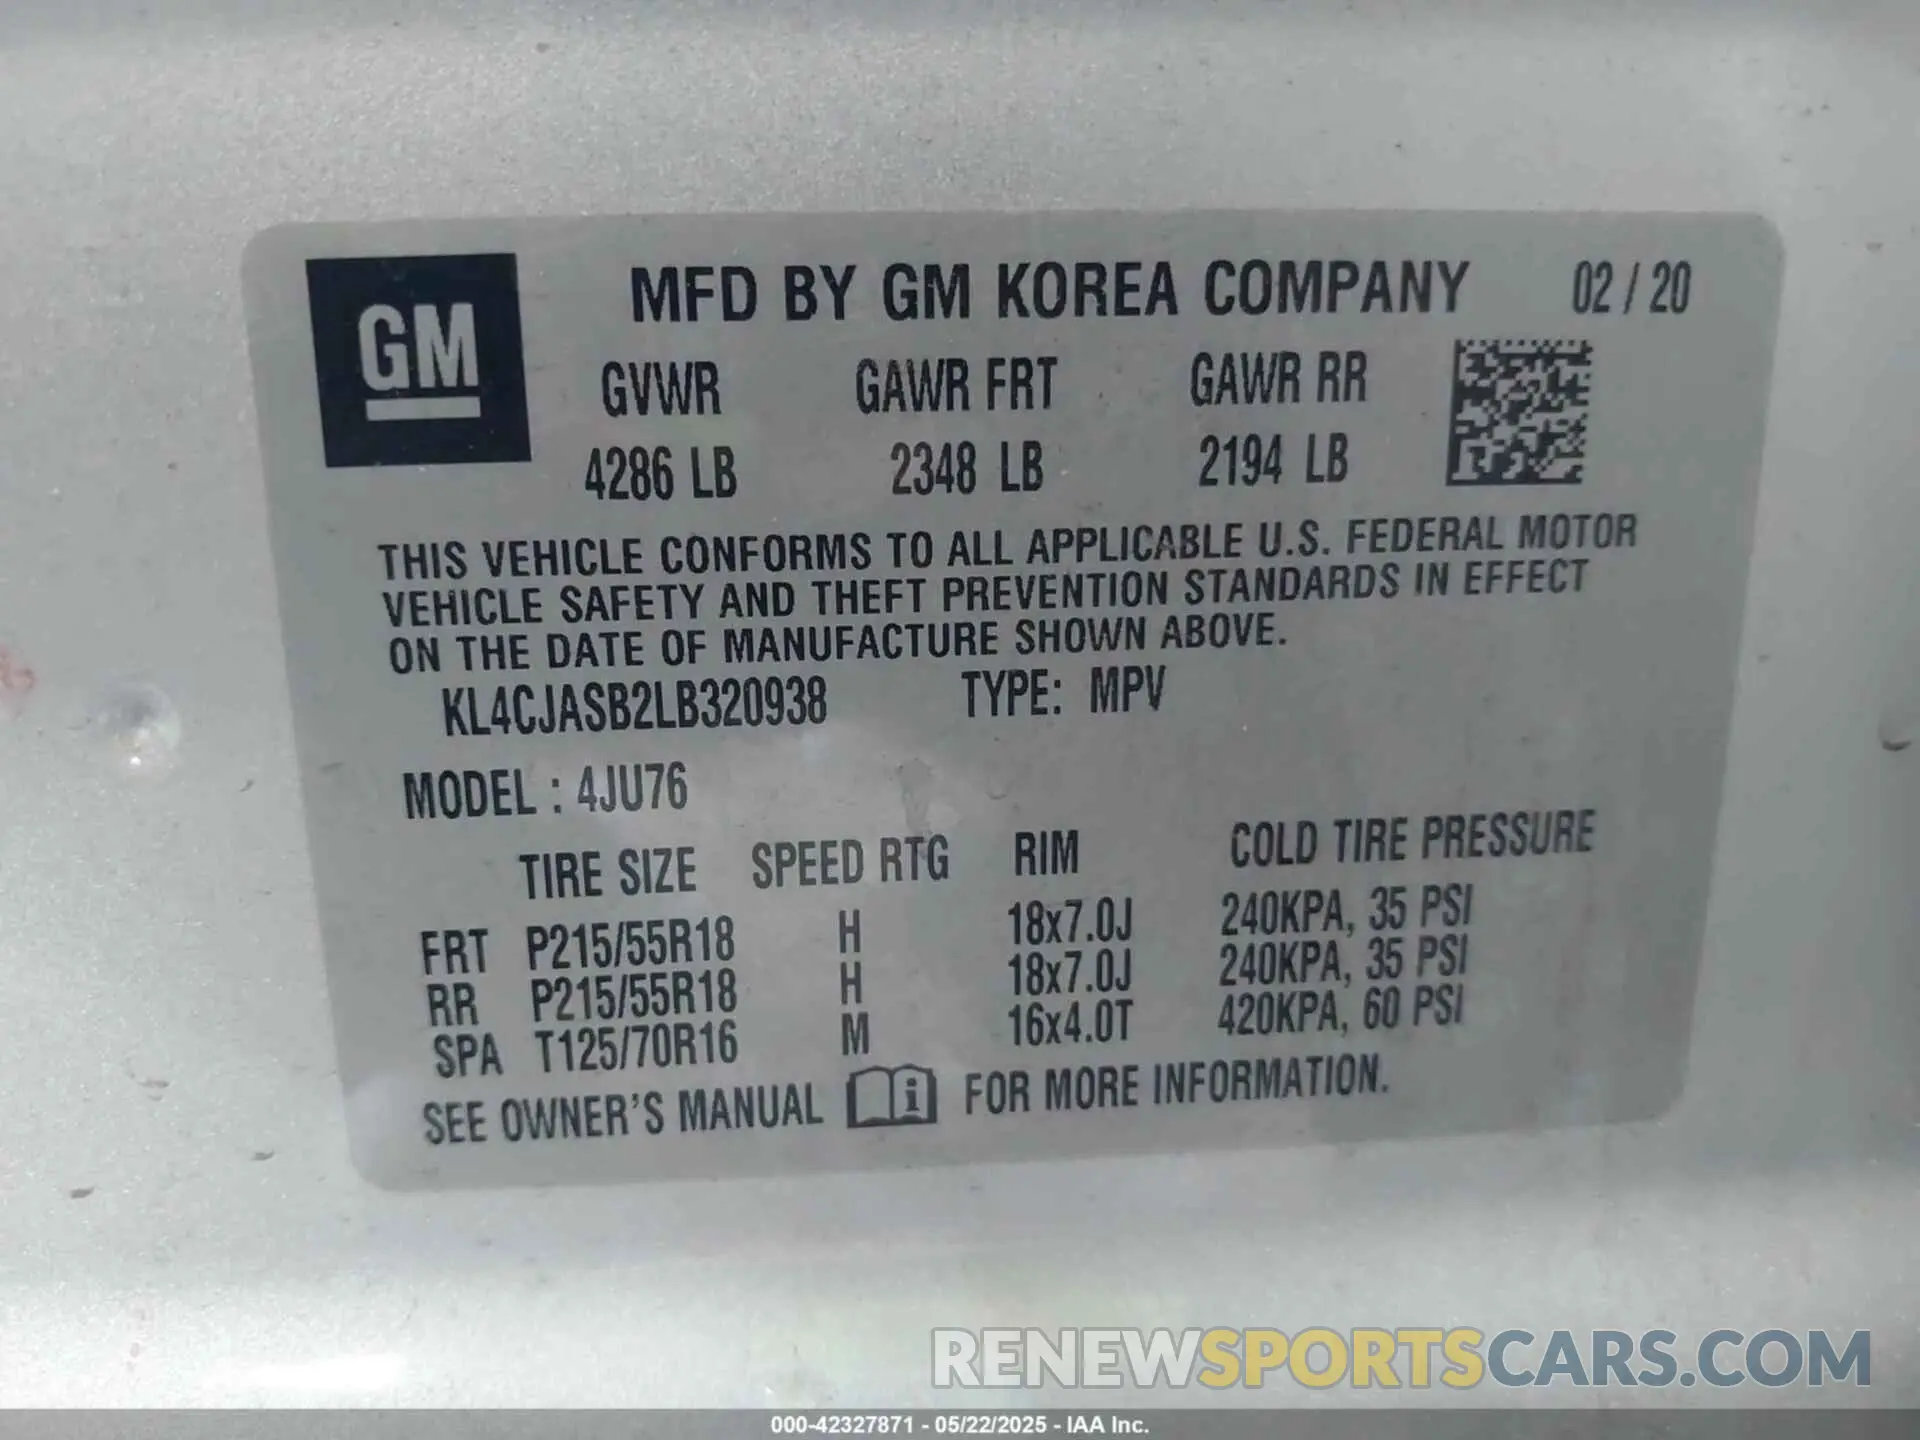 GM
MFD BY GM KOREA COMPANY 02 / 20
GVWR GAWR FRT GAWR RR
4286 LB 2348 LB 2194 LB
THIS VEHICLE CONFORMS TO ALL APPLICABLE U.S. FEDERAL MOTOR
VEHICLE SAFETY AND THEFT PREVENTION STANDARDS IN EFFECT
ON THE DATE OF MANUFACTURE SHOWN ABOVE.
KL4CJASB2LB320938 TYPE: MPV
MODEL : 4JU76
TIRE SIZE SPEED RTG RIM COLD TIRE PRESSURE
FRT P215/55R18 H 18x7.0J 240KPA, 35 PSI
RR P215/55R18 H 18x7.0J 240KPA, 35 PSI
SPA T125/70R16 M 16x4.0T 420KPA, 60 PSI
SEE OWNER'S MANUAL i FOR MORE INFORMATION.
RENEWSPORTSCARS.COM
000-42327871 - 05/22/2025 - IAA Inc.